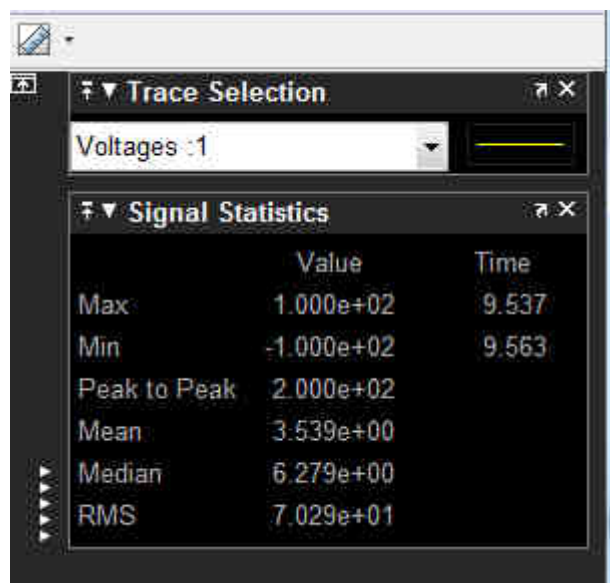 Trace Selection
Voltages :1
Signal Statistics
Value Time
Max 1.000e+02 9.537
Min -1.000e+02 9.563
Peak to Peak 2.000e+02
Mean 3.539e+00
Median 6.279e+00
RMS 7.029e+01